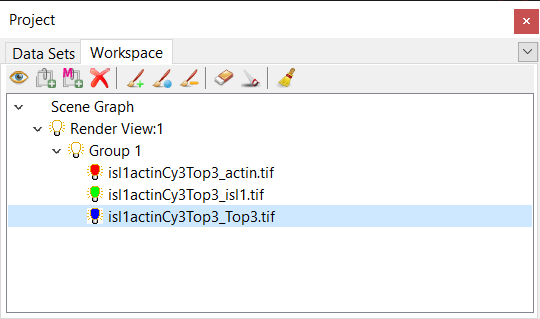 Project
Data Sets Workspace
M
Scene Graph
Render View:1
Group 1
isl1actinCy3Top3_actin.tif
isl1actinCy3Top3_isl1.tif
isl1actinCy3Top3_Top3.tif